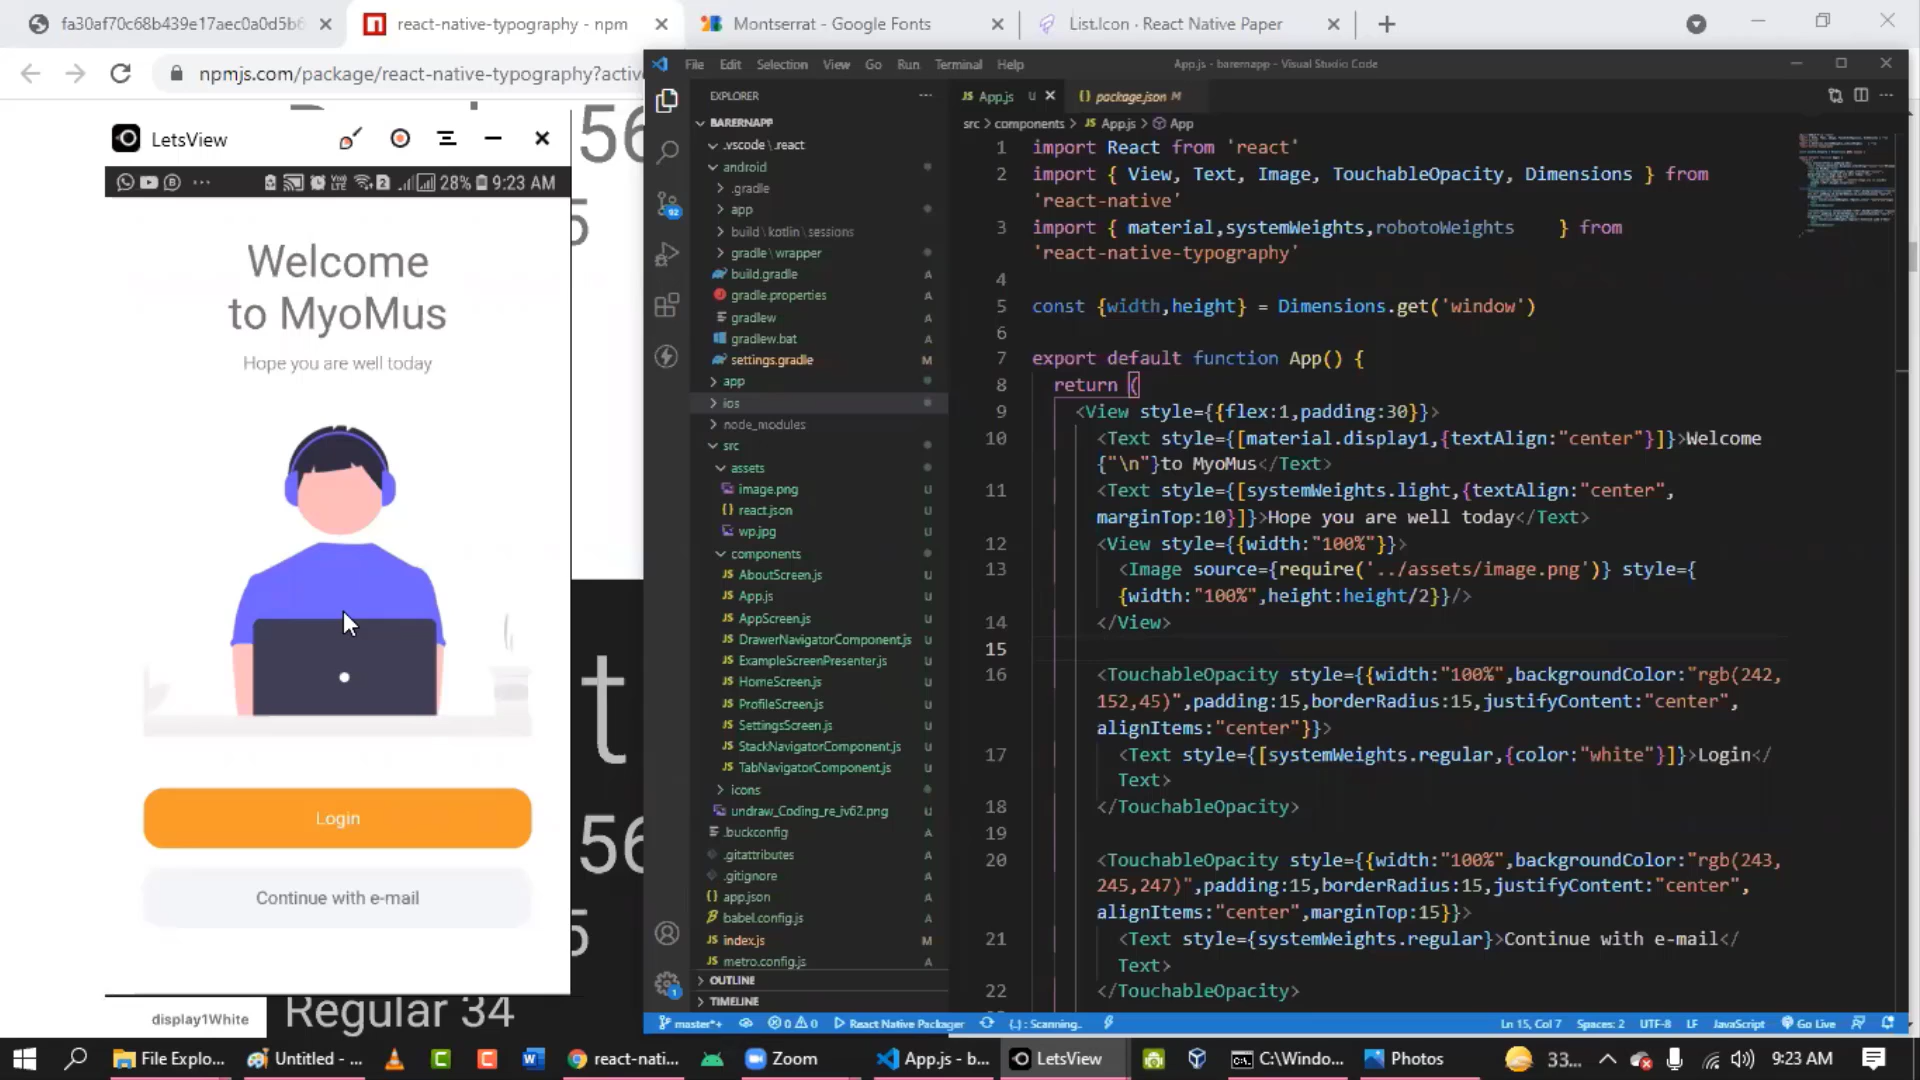 fa30af70c68b439e17aec0a0d5b6
react-native-typography - npm
Montserrat - Google Fonts
List.Icon · React Native Paper
npmjs.com/package/react-native-typography?active
LetsView
28% 9:23 AM
Welcome
to MyoMus
Hope you are well today
Login
Continue with e-mail
56
5
t
56
5
display1White
Regular 34
File Edit Selection View Go Run Terminal Help
App.js - barernapp - Visual Studio Code
EXPLORER
BARERNAPP
.vscode \ .react
android
.gradle
app
build \ kotlin \ sessions
gradle \ wrapper
build.gradle A
gradle.properties A
gradlew A
gradlew.bat A
settings.gradle M
app
ios
node_modules
src
assets
image.png U
react.json U
wp.jpg U
components
AboutScreen.js U
App.js U
AppScreen.js U
DrawerNavigatorComponent.js U
ExampleScreenPresenter.js U
HomeScreen.js U
ProfileScreen.js U
SettingsScreen.js U
StackNavigatorComponent.js U
TabNavigatorComponent.js U
icons
undraw_Coding_re_iv62.png U
.buckconfig A
.gitattributes A
.gitignore A
app.json A
babel.config.js A
index.js M
metro.config.js A
OUTLINE
TIMELINE
92
1
JS App.js U
{} package.json M
src > components > JS App.js > App
1 import React from 'react'
2 import { View, Text, Image, TouchableOpacity, Dimensions } from
'react-native'
3 import { material,systemWeights,robotoWeights } from
'react-native-typography'
4
5 const {width,height} = Dimensions.get('window')
6
7 export default function App() {
8 return (
9 <View style={{flex:1,padding:30}}>
10 <Text style={[material.display1,{textAlign:"center"}]}>Welcome
{"\n"}to MyoMus</Text>
11 <Text style={[systemWeights.light,{textAlign:"center",
marginTop:10}]}>Hope you are well today</Text>
12 <View style={{width:"100%"}}>
13 <Image source={require('../assets/image.png')} style={
{width:"100%",height:height/2}}/>
14 </View>
15
16 <TouchableOpacity style={{width:"100%",backgroundColor:"rgb(242,
152,45)",padding:15,borderRadius:15,justifyContent:"center",
alignItems:"center"}}>
17 <Text style={[systemWeights.regular,{color:"white"}]}>Login</
Text>
18 </TouchableOpacity>
19
20 <TouchableOpacity style={{width:"100%",backgroundColor:"rgb(243,
245,247)",padding:15,borderRadius:15,justifyContent:"center",
alignItems:"center",marginTop:15}}>
21 <Text style={systemWeights.regular}>Continue with e-mail</
Text>
22 </TouchableOpacity>
master*+ 0 0 React Native Packager {..} : Scanning.. Ln 15, Col 7 Spaces: 2 UTF-8 LF JavaScript Go Live
File Explo... Untitled - ... react-nati... Zoom App.js - b... LetsView C:\Windo... Photos 33... 9:23 AM